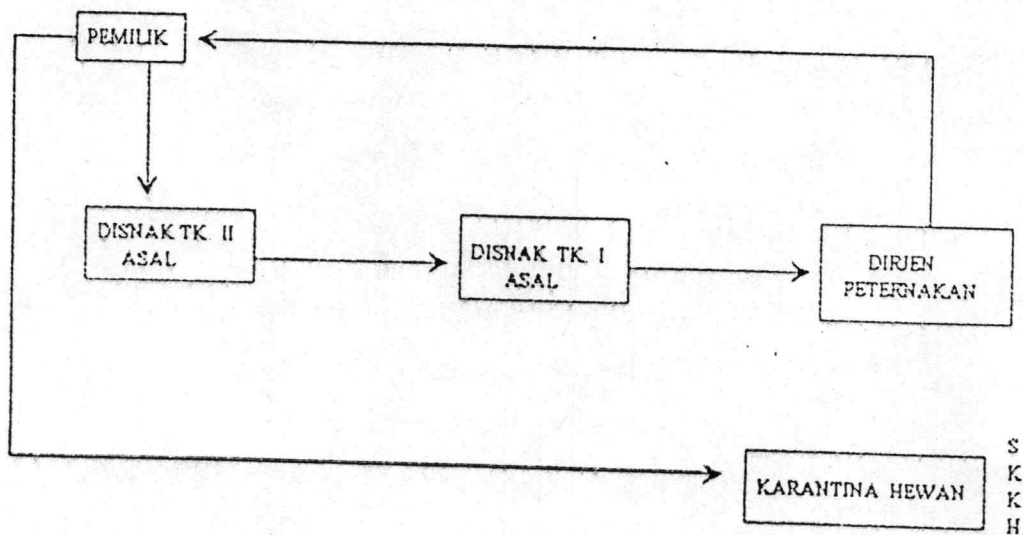 PEMILIK
DISNAK TK. II
ASAL
DISNAK TK. I
ASAL
DIRJEN
PETERNAKAN
KARANTINA HEWAN
S
K
K
H